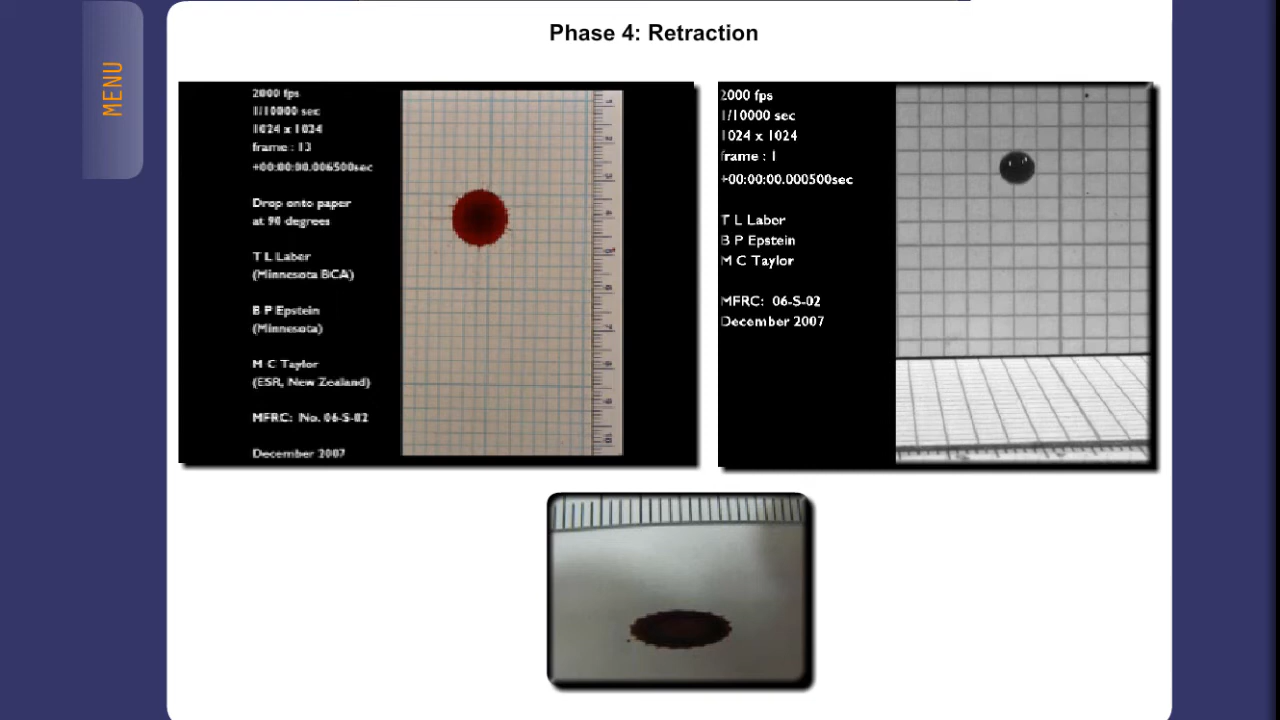 Phase 4: Retraction
MENU
2000 fps
1/10000 sec
1024 x 1024
frame : 13
+00:00:00.006500sec
Drop onto paper
at 90 degrees
T L Laber
(Minnesota BCA)
B P Epstein
(Minnesota)
M C Taylor
(ESR, New Zealand)
MFRC: No. 06-S-02
December 2007
2000 fps
1/10000 sec
1024 x 1024
frame : 1
+00:00:00.000500sec
T L Laber
B P Epstein
M C Taylor
MFRC: 06-S-02
December 2007